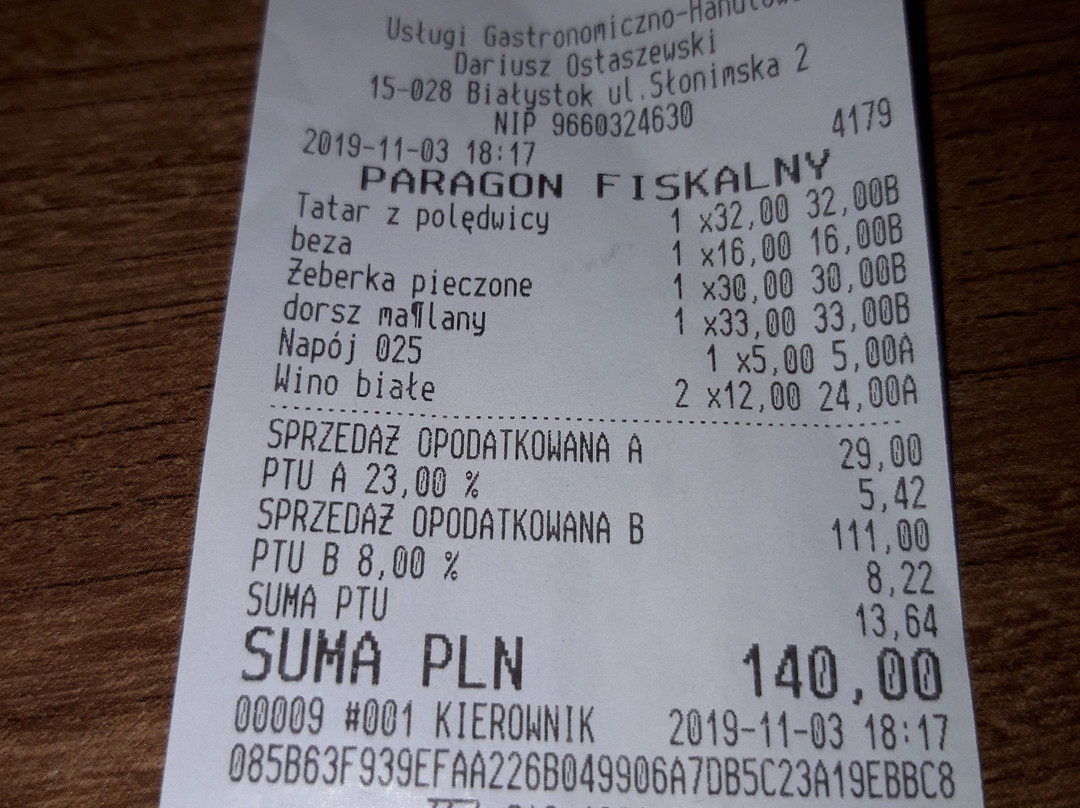 Usługi Gastronomiczno-
Dariusz Ostaszewski
15-028 Białystok ul.Słonimska 2
NIP 9660324630
2019-11-03 18:17 4179
PARAGON FISKALNY
Tatar z polędwicy 1 x32,00 32,00B
beza 1 x16,00 16,00B
Żeberka pieczone 1 x30,00 30,00B
dorsz ma¶lany 1 x33,00 33,00B
Napój 025 1 x5,00 5,00A
Wino białe 2 x12,00 24,00A
SPRZEDAŻ OPODATKOWANA A 29,00
PTU A 23,00 % 5,42
SPRZEDAŻ OPODATKOWANA B 111,00
PTU B 8,00 % 8,22
SUMA PTU 13,64
SUMA PLN 140,00
00009 #001 KIEROWNIK 2019-11-03 18:17
085B63F939EFAA226B049906A7DB5C23A19EBBC8